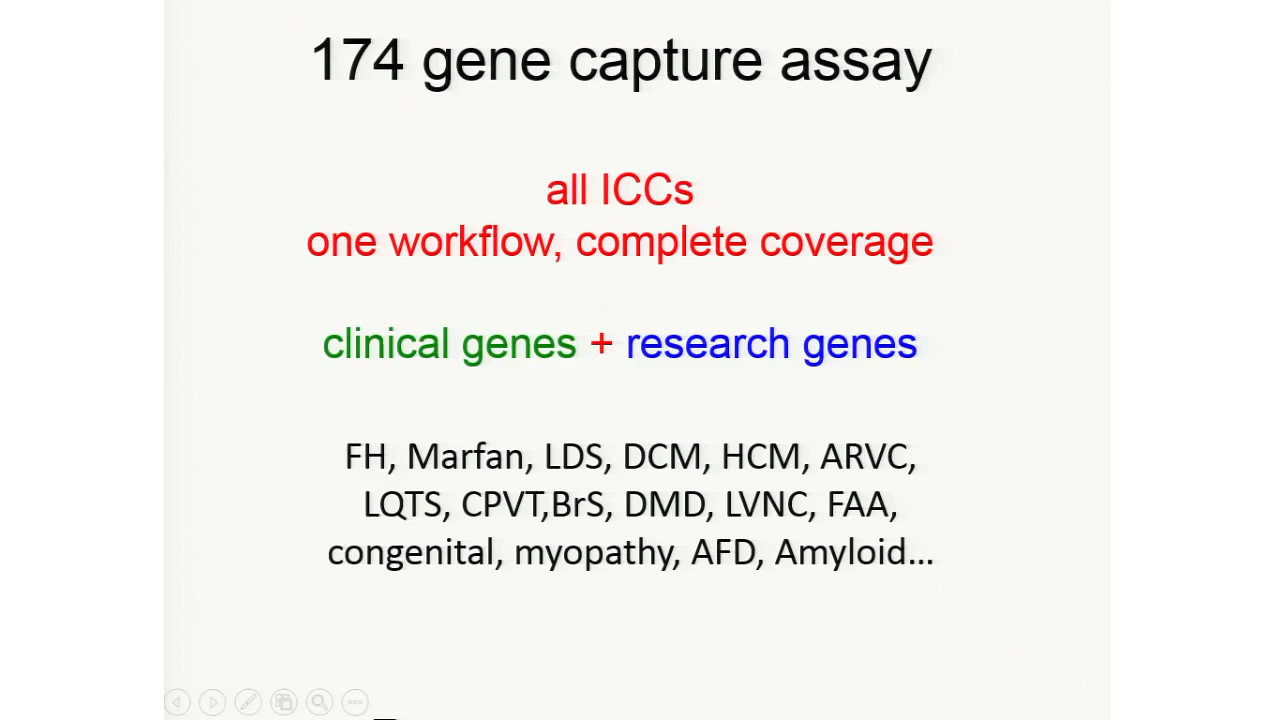 174 gene capture assay
all ICCs
one workflow, complete coverage
clinical genes + research genes
FH, Marfan, LDS, DCM, HCM, ARVC,
LQTS, CPVT,BrS, DMD, LVNC, FAA,
congenital, myopathy, AFD, Amyloid...